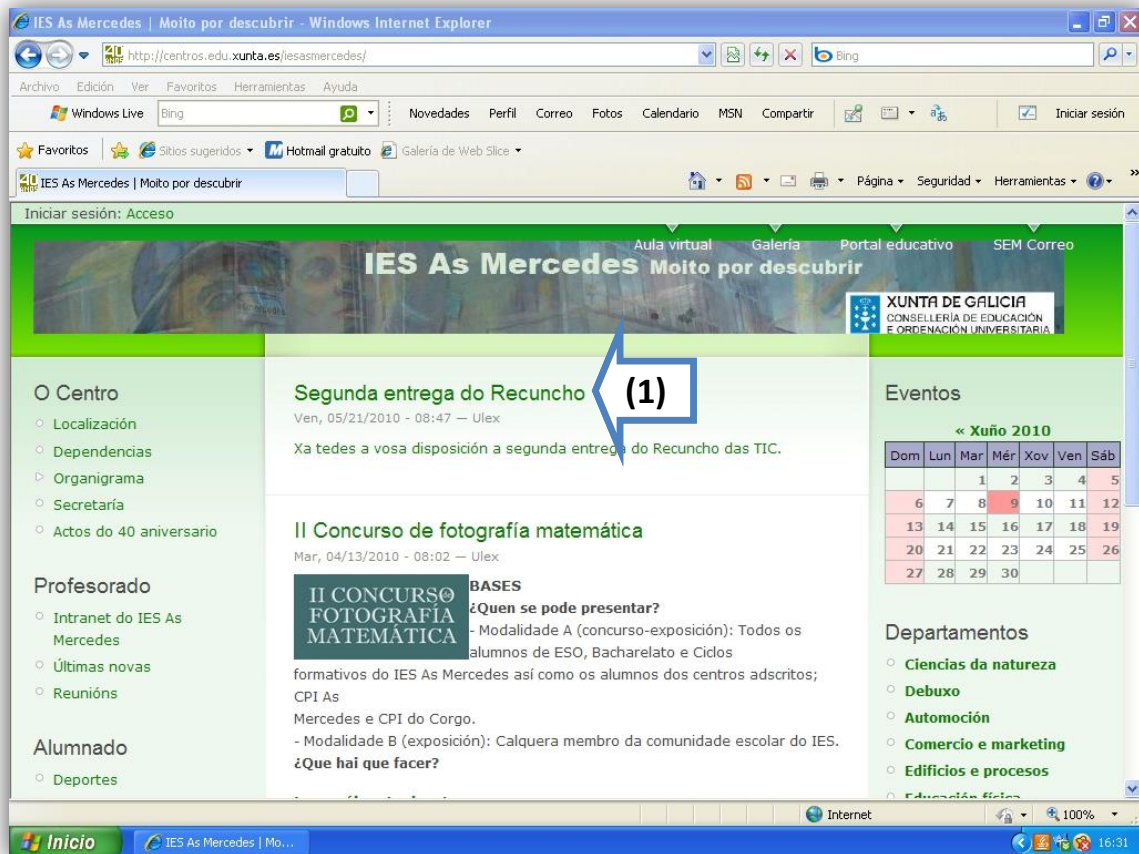 IES As Mercedes | Moito por descubrir - Windows Internet Explorer
http://centros.edu.xunta.es/iesasmercedes/
Bing
Archivo Edición Ver Favoritos Herramientas Ayuda
Windows Live Bing Novedades Perfil Correo Fotos Calendario MSN Compartir Iniciar sesión
Favoritos Sitios sugeridos Hotmail gratuito Galería de Web Slice
IES As Mercedes | Moito por descubrir Página Seguridad Herramientas
Iniciar sesión: Acceso
Aula virtual Galería Portal educativo SEM Correo
IES As Mercedes Moito por descubrir
XUNTA DE GALICIA
CONSELLERÍA DE EDUCACIÓN
E ORDENACIÓN UNIVERSITARIA
O Centro
Localización
Dependencias
Organigrama
Secretaría
Actos do 40 aniversario
Profesorado
Intranet do IES As
Mercedes
Últimas novas
Reunións
Alumnado
Deportes
Segunda entrega do Recuncho
(1)
Ven, 05/21/2010 - 08:47 — Ulex
Xa tedes a vosa disposición a segunda entrega do Recuncho das TIC.
II Concurso de fotografía matemática
Mar, 04/13/2010 - 08:02 — Ulex
II CONCURSO de
FOTOGRAFÍA
MATEMÁTICA
BASES
¿Quen se pode presentar?
- Modalidade A (concurso-exposición): Todos os
alumnos de ESO, Bacharelato e Ciclos
formativos do IES As Mercedes así como os alumnos dos centros adscritos;
CPI As
Mercedes e CPI do Corgo.
- Modalidade B (exposición): Calquera membro da comunidade escolar do IES.
¿Que hai que facer?
Eventos
« Xuño 2010
Dom Lun Mar Mér Xov Ven Sáb
1 2 3 4 5
6 7 8 9 10 11 12
13 14 15 16 17 18 19
20 21 22 23 24 25 26
27 28 29 30
Departamentos
Ciencias da natureza
Debuxo
Automoción
Comercio e marketing
Edificios e procesos
Educación física
Internet 100%
Inicio IES As Mercedes | Mo... 16:31